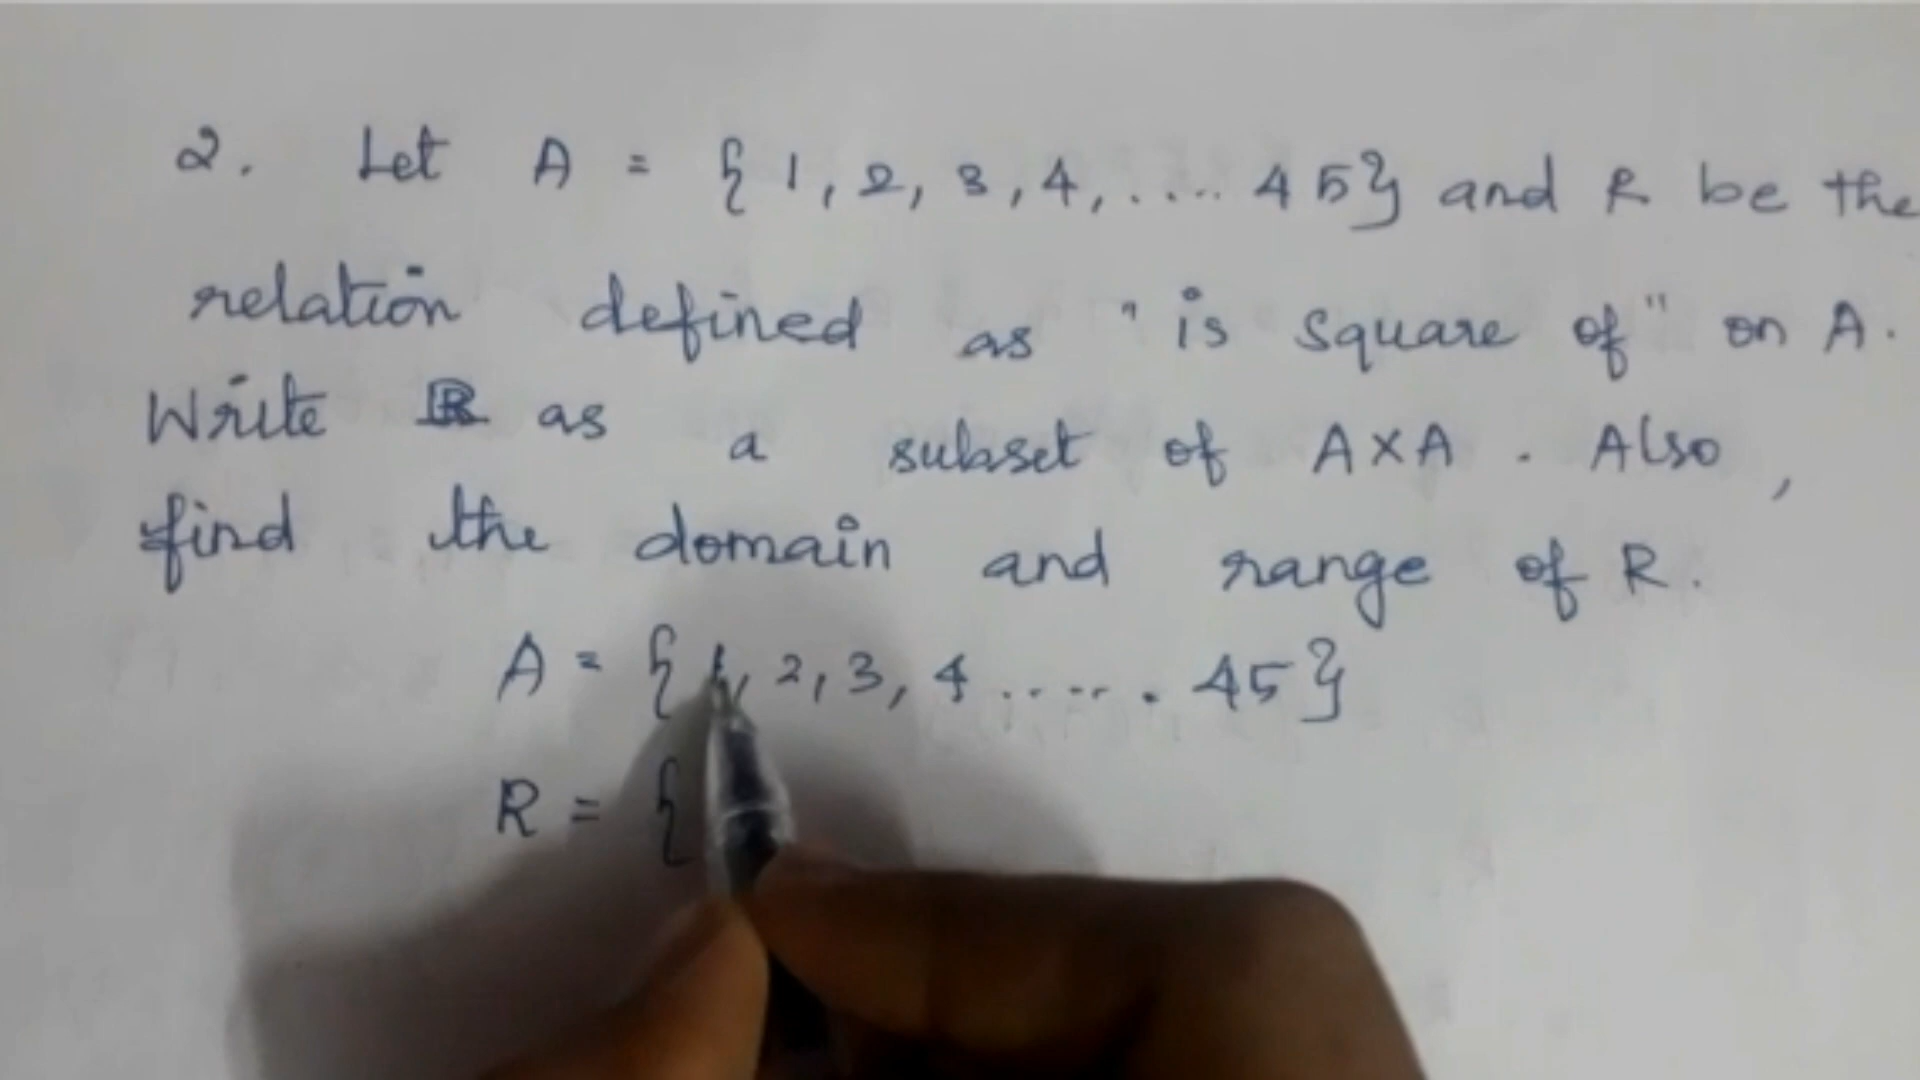 2. Let A = { 1, 2, 3, 4, .... 45} and R be the
relation defined as "is square of" on A.
Write R as a subset of A×A. Also,
find the domain and range of R.
A = { 1, 2, 3, 4 ...... 45}
R = {